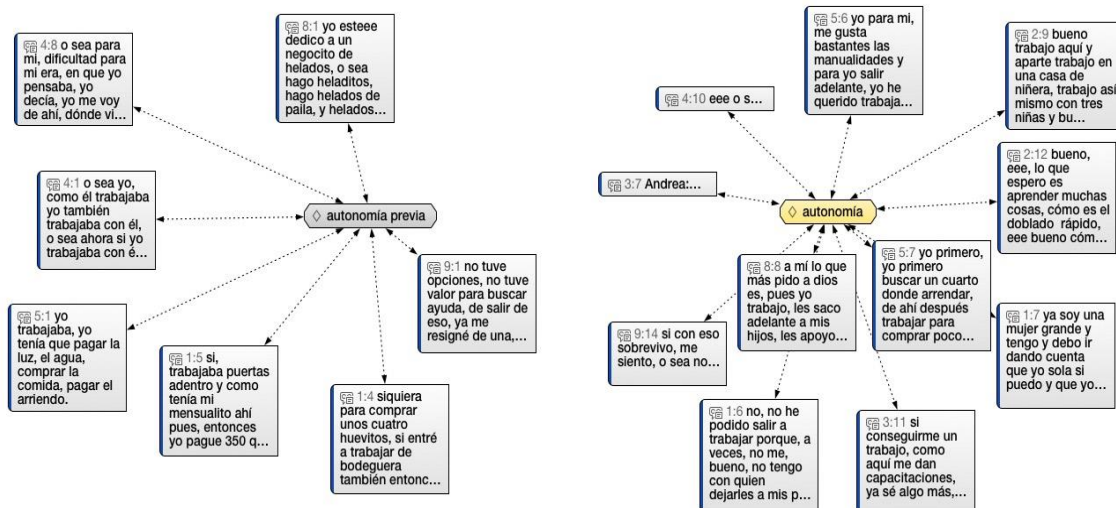 4:8 o sea para
mi, dificultad para
mi era, en que yo
pensaba, yo
decía, yo me voy
de ahí, dónde vi...
8:1 yo esteee
dedico a un
negocito de
helados, o sea
hago heladitos,
hago helados de
paila, y helados...
4:1 o sea yo,
como él trabajaba
yo también
trabajaba con él,
o sea ahora si yo
trabajaba con é...
autonomía previa
9:1 no tuve
opciones, no tuve
valor para buscar
ayuda, de salir de
eso, ya me
resigné de una,...
5:1 yo
trabajaba, yo
tenía que pagar la
luz, el agua,
comprar la
comida, pagar el
arriendo.
1:5 si,
trabajaba puertas
adentro y como
tenía mi
mensualito ahí
pues, entonces
yo pague 350 q...
1:4 siquiera
para comprar
unos cuatro
huevitos, si entré
a trabajar de
bodeguera
también entonc...
5:6 yo para mi,
me gusta
bastantes las
manualidades y
para yo salir
adelante, yo he
querido trabaja...
2:9 bueno
trabajo aquí y
aparte trabajo en
una casa de
niñera, trabajo así
mismo con tres
niñas y bu...
4:10 eee o s...
3:7 Andrea:...
autonomía
2:12 bueno,
eee, lo que
espero es
aprender muchas
cosas, cómo es el
doblado rápido,
eee bueno cóm...
8:8 a mí lo que
más pido a dios
es, pues yo
trabajo, les saco
adelante a mis
hijos, les apoyo...
5:7 yo primero,
yo primero
buscar un cuarto
donde arrendar,
de ahí después
trabajar para
comprar poco...
9:14 si con eso
sobrevivo, me
siento, o sea no...
1:7 ya soy una
mujer grande y
tengo y debo ir
dando cuenta
que yo sola si
puedo y que yo...
1:6 no, no he
podido salir a
trabajar porque, a
veces, no me,
bueno, no tengo
con quien
dejarles a mis p...
3:11 si
conseguirme un
trabajo, como
aquí me dan
capacitaciones,
ya sé algo más,...